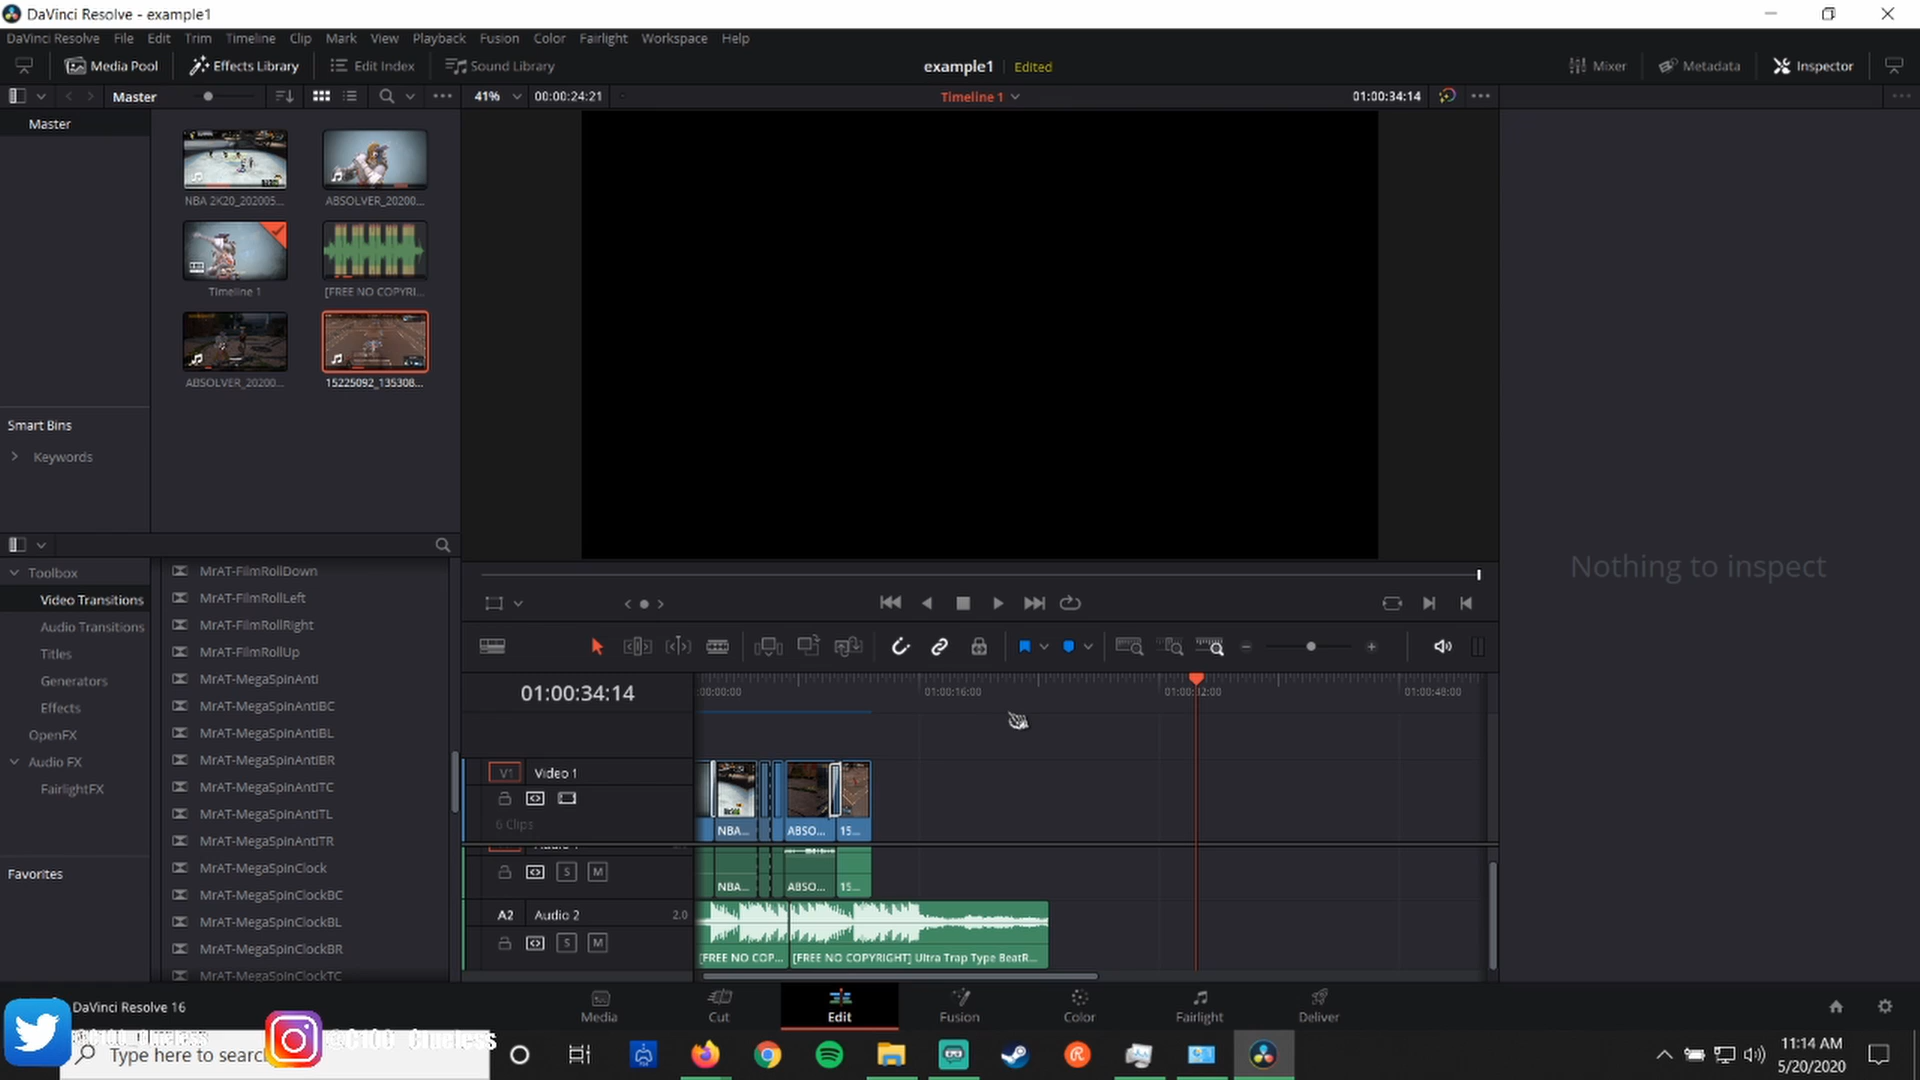 DaVinci Resolve - example1
DaVinci Resolve File Edit Trim Timeline Clip Mark View Playback Fusion Color Fairlight Workspace Help
Media Pool Effects Library Edit Index Sound Library example1 Edited Mixer Metadata Inspector
Master 41% 00:00:24:21 Timeline 1 01:00:34:14
Master
NBA 2K20_202005... ABSOLVER_20200...
Timeline 1 [FREE NO COPYRI...
ABSOLVER_20200... 15225092_135308...
Smart Bins
Keywords
Nothing to inspect
Toolbox
Video Transitions
Audio Transitions
Titles
Generators
Effects
OpenFX
Audio FX
FairlightFX
Favorites
MrAT-FilmRollDown
MrAT-FilmRollLeft
MrAT-FilmRollRight
MrAT-FilmRollUp
MrAT-MegaSpinAnti
MrAT-MegaSpinAntiBC
MrAT-MegaSpinAntiBL
MrAT-MegaSpinAntiBR
MrAT-MegaSpinAntiTC
MrAT-MegaSpinAntiTL
MrAT-MegaSpinAntiTR
MrAT-MegaSpinClock
MrAT-MegaSpinClockBC
MrAT-MegaSpinClockBL
MrAT-MegaSpinClockBR
MrAT-MegaSpinClockTC
01:00:34:14 :00:00:00 01:00:16:00 01:00:32:00 01:00:48:00
V1 Video 1
6 Clips
NBA... ABSO... 15...
S M
NBA... ABSO... 15...
A2 Audio 2 2.0
S M
[FREE NO COP... [FREE NO COPYRIGHT] Ultra Trap Type BeatR...
DaVinci Resolve 16
Media Cut Edit Fusion Color Fairlight Deliver
Type here to search
11:14 AM
5/20/2020